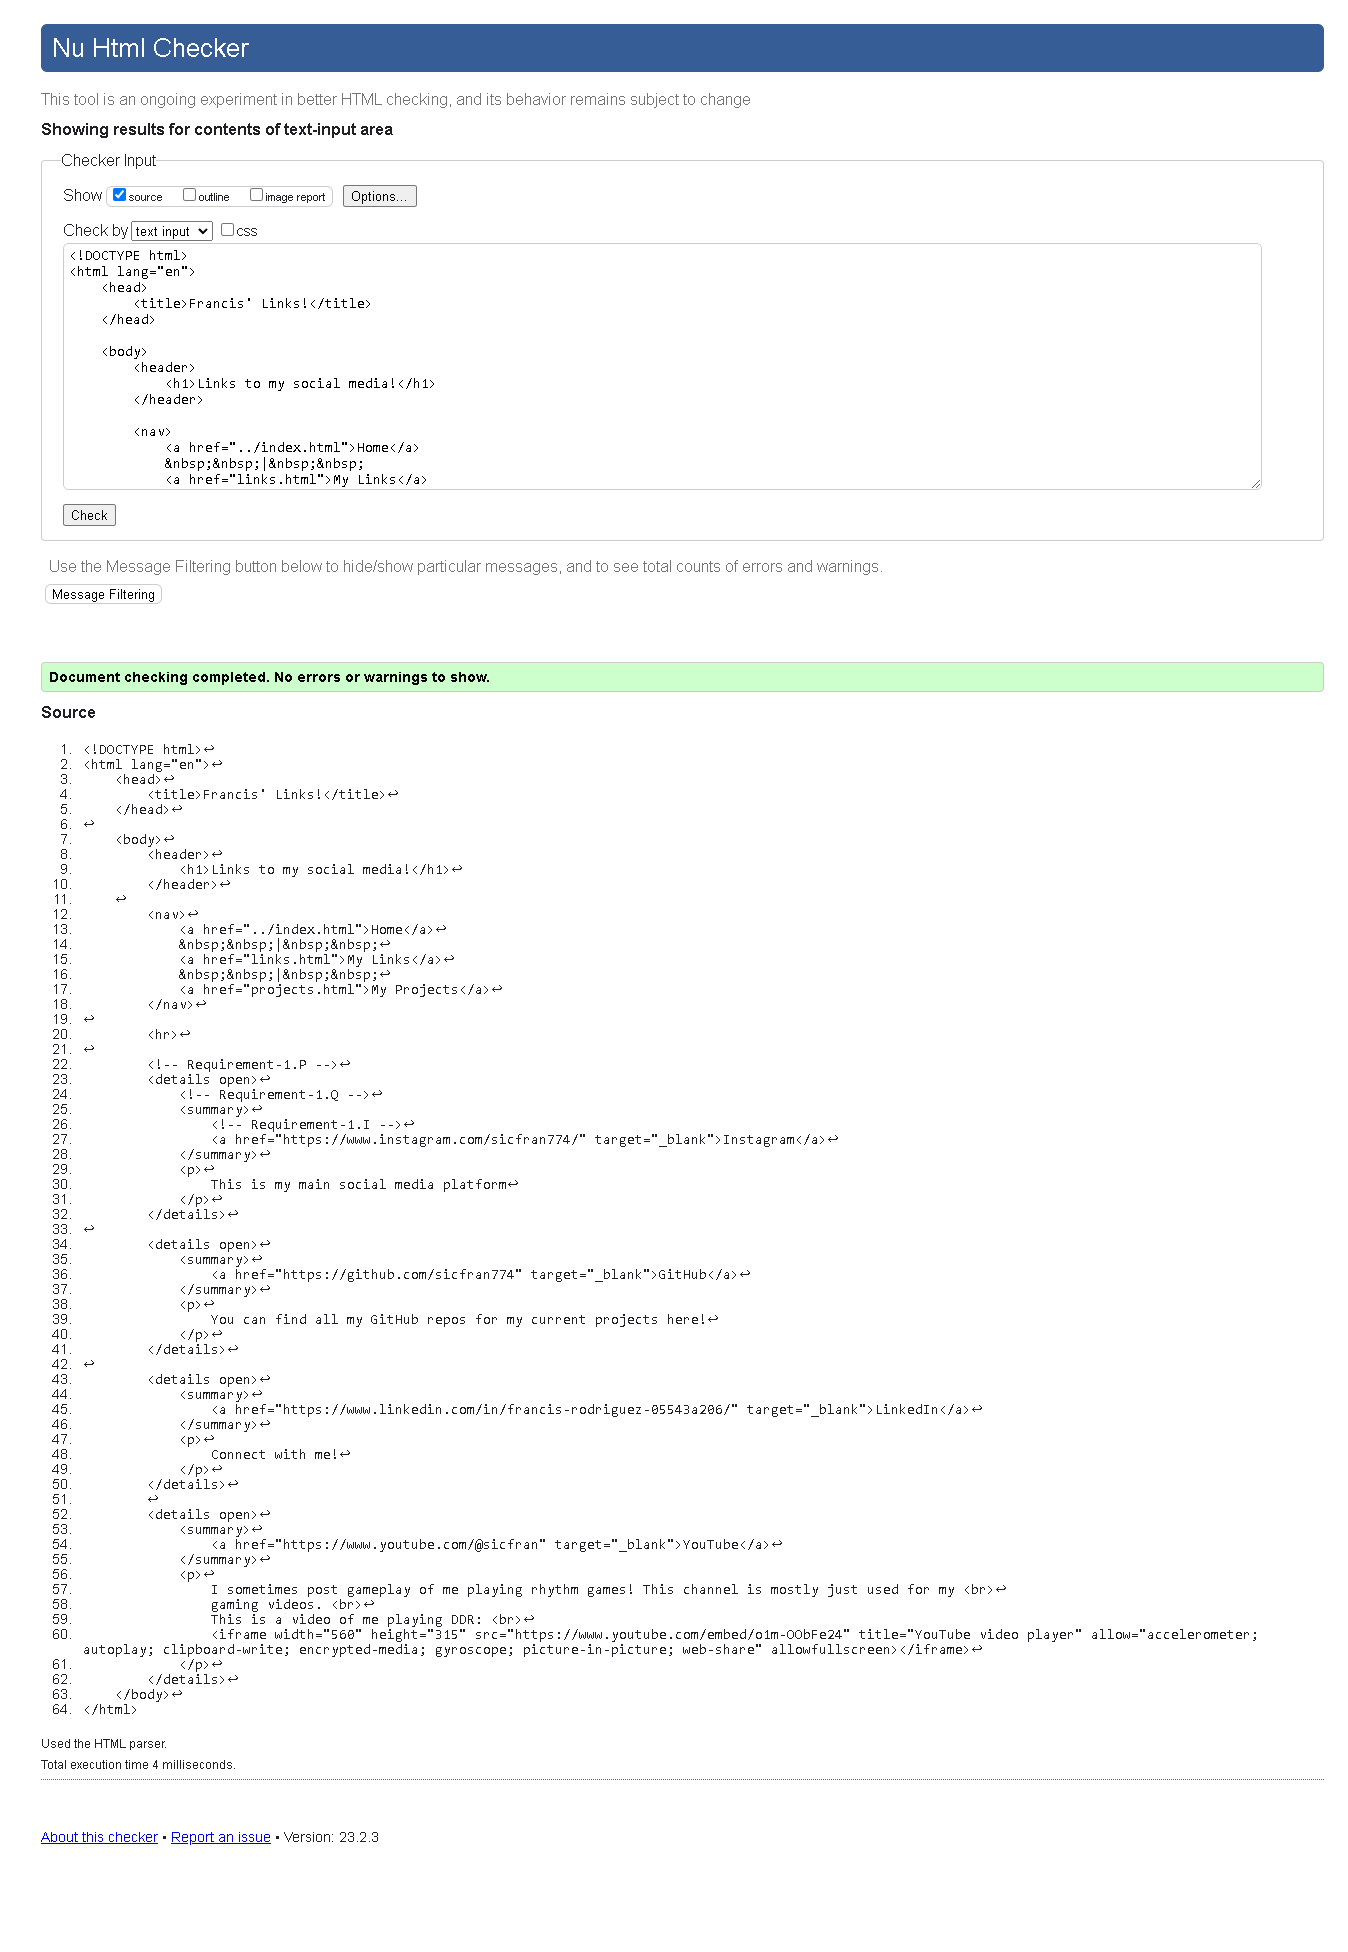 Nu Html Checker
This tool is an ongoing experiment in better HTML checking, and its behavior remains subject to change
Showing results for contents of text-input area
Checker Input
Show source outline image report Options...
Check by text input css
<!DOCTYPE html>
<html lang="en">
    <head>
        <title>Francis' Links!</title>
    </head>

    <body>
        <header>
            <h1>Links to my social media!</h1>
        </header>

        <nav>
            <a href="../index.html">Home</a>
            &nbsp;&nbsp;|&nbsp;&nbsp;
            <a href="links.html">My Links</a>
Check
Use the Message Filtering button below to hide/show particular messages, and to see total counts of errors and warnings.
Message Filtering
Document checking completed. No errors or warnings to show.
Source
1. <!DOCTYPE html>↩
2. <html lang="en">↩
3.     <head>↩
4.         <title>Francis' Links!</title>↩
5.     </head>↩
6. ↩
7.     <body>↩
8.         <header>↩
9.             <h1>Links to my social media!</h1>↩
10.         </header>↩
11.     ↩
12.         <nav>↩
13.             <a href="../index.html">Home</a>↩
14.             &nbsp;&nbsp;|&nbsp;&nbsp;↩
15.             <a href="links.html">My Links</a>↩
16.             &nbsp;&nbsp;|&nbsp;&nbsp;↩
17.             <a href="projects.html">My Projects</a>↩
18.         </nav>↩
19. ↩
20.         <hr>↩
21. ↩
22.         <!-- Requirement-1.P -->↩
23.         <details open>↩
24.             <!-- Requirement-1.Q -->↩
25.             <summary>↩
26.                 <!-- Requirement-1.I -->↩
27.                 <a href="https://www.instagram.com/sicfran774/" target="_blank">Instagram</a>↩
28.             </summary>↩
29.             <p>↩
30.                 This is my main social media platform↩
31.             </p>↩
32.         </details>↩
33. ↩
34.         <details open>↩
35.             <summary>↩
36.                 <a href="https://github.com/sicfran774" target="_blank">GitHub</a>↩
37.             </summary>↩
38.             <p>↩
39.                 You can find all my GitHub repos for my current projects here!↩
40.             </p>↩
41.         </details>↩
42. ↩
43.         <details open>↩
44.             <summary>↩
45.                 <a href="https://www.linkedin.com/in/francis-rodriguez-05543a206/" target="_blank">LinkedIn</a>↩
46.             </summary>↩
47.             <p>↩
48.                 Connect with me!↩
49.             </p>↩
50.         </details>↩
51.         ↩
52.         <details open>↩
53.             <summary>↩
54.                 <a href="https://www.youtube.com/@sicfran" target="_blank">YouTube</a>↩
55.             </summary>↩
56.             <p>↩
57.                 I sometimes post gameplay of me playing rhythm games! This channel is mostly just used for my <br>↩
58.                 gaming videos. <br>↩
59.                 This is a video of me playing DDR: <br>↩
60.                 <iframe width="560" height="315" src="https://www.youtube.com/embed/o1m-OObFe24" title="YouTube video player" allow="accelerometer;
autoplay; clipboard-write; encrypted-media; gyroscope; picture-in-picture; web-share" allowfullscreen></iframe>↩
61.             </p>↩
62.         </details>↩
63.     </body>↩
64. </html>
Used the HTML parser.
Total execution time 4 milliseconds.
About this checker • Report an issue • Version: 23.2.3